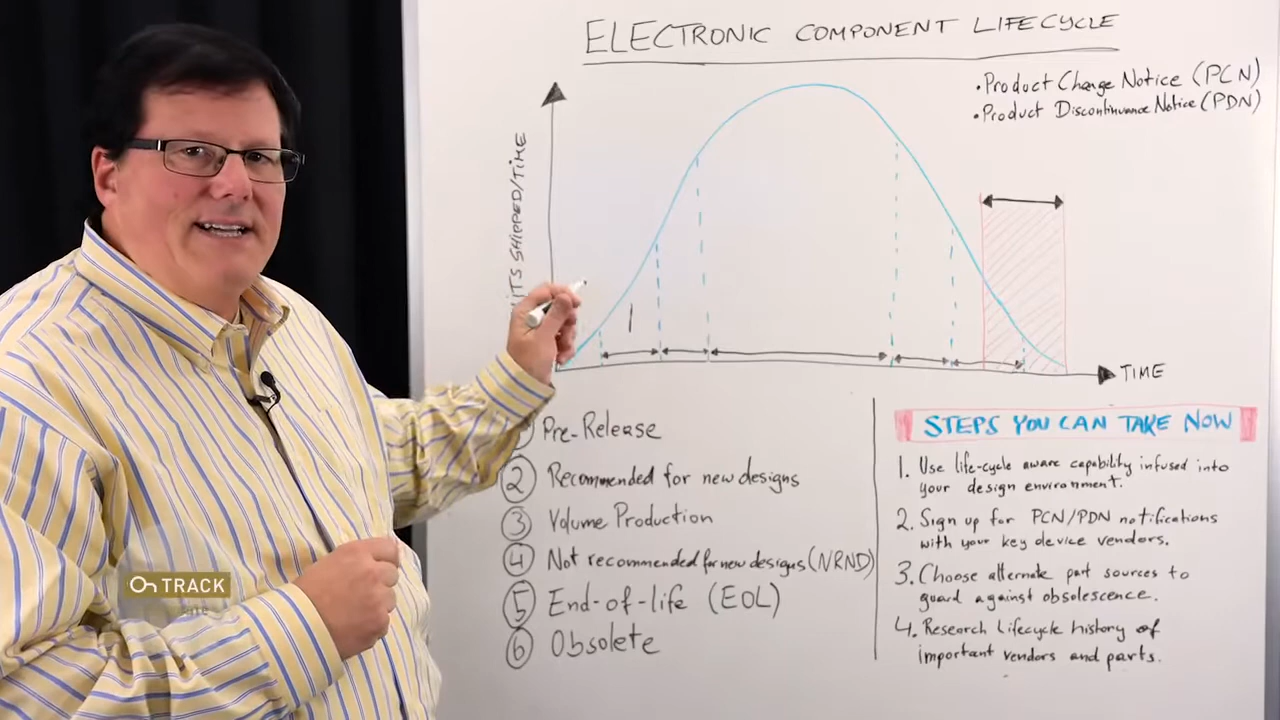 ELECTRONIC COMPONENT LIFECYCLE
• Product Change Notice (PCN)
• Product Discontinuance Notice (PDN)
ITS SHIPPED/TIME
1
TIME
Pre-Release
2 Recommended for new designs
3 Volume Production
4 Not recommended for new designs (NRND)
5 End-of-life (EOL)
6 Obsolete
STEPS YOU CAN TAKE NOW
1. Use life-cycle aware capability infused into
your design environment.
2. Sign up for PCN/PDN notifications
with your key device vendors.
3. Choose alternate part sources to
guard against obsolescence.
4. Research Lifecycle history of
important vendors and parts.
On TRACK